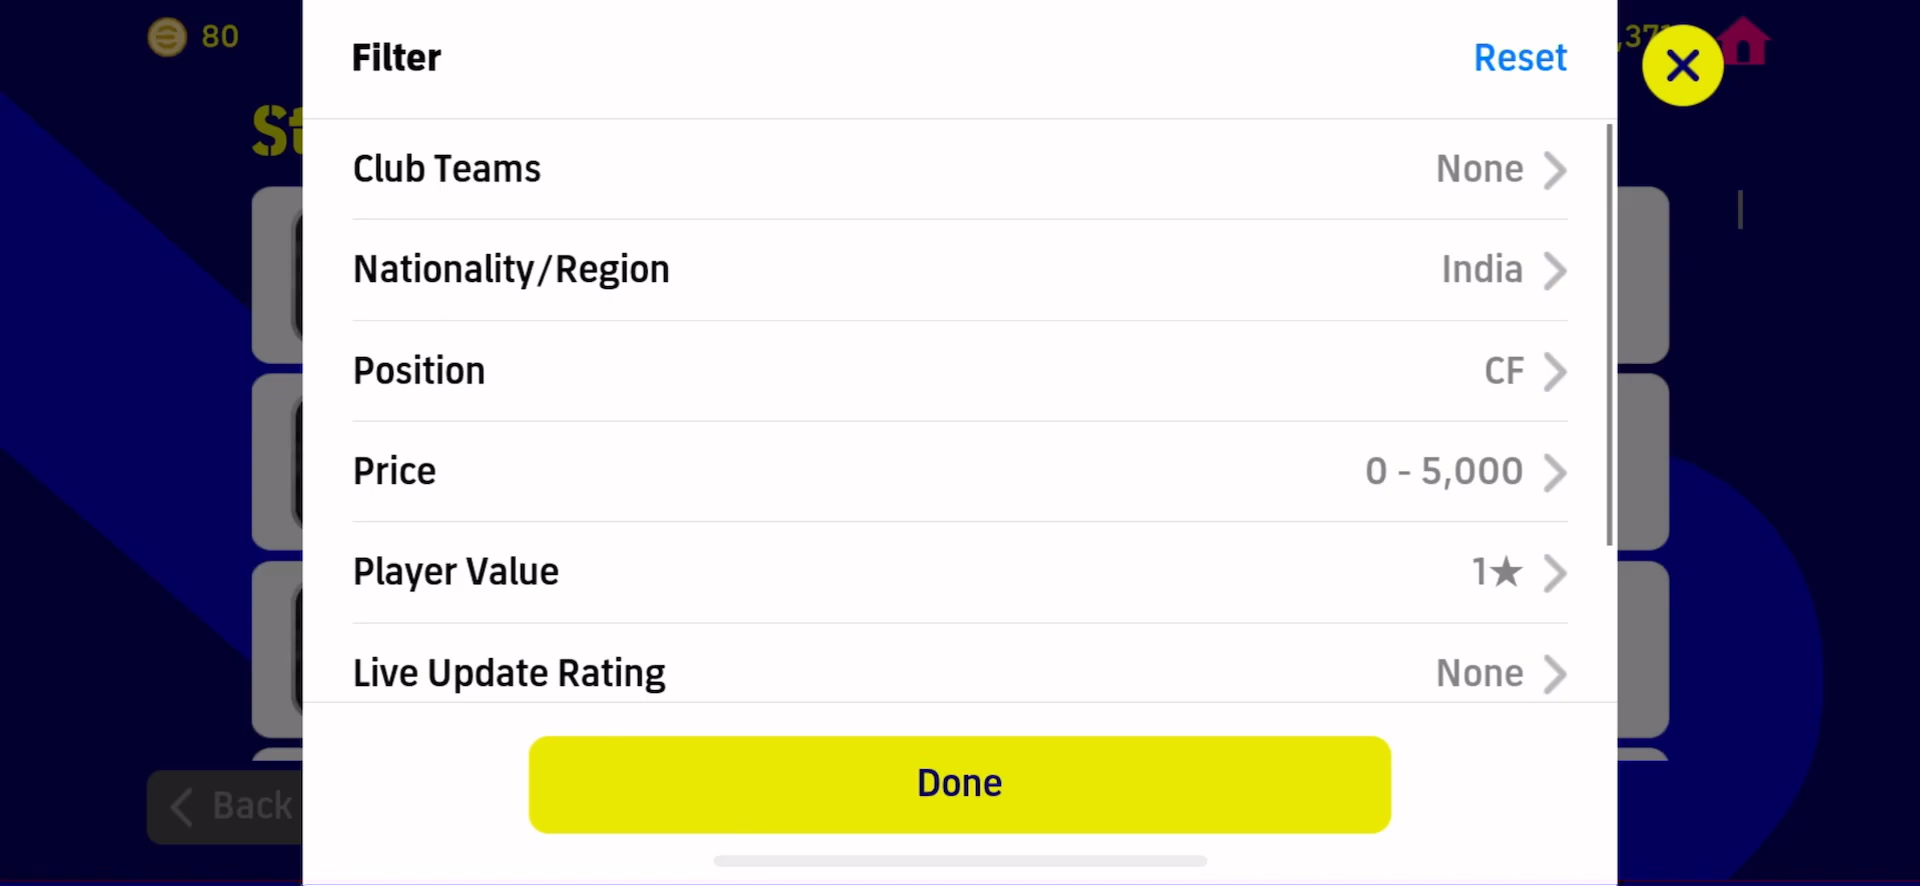 80
Filter
Reset
Club Teams
None
Nationality/Region
India
Position
CF
Price
0 - 5,000
Player Value
1★
Live Update Rating
None
Done
Back